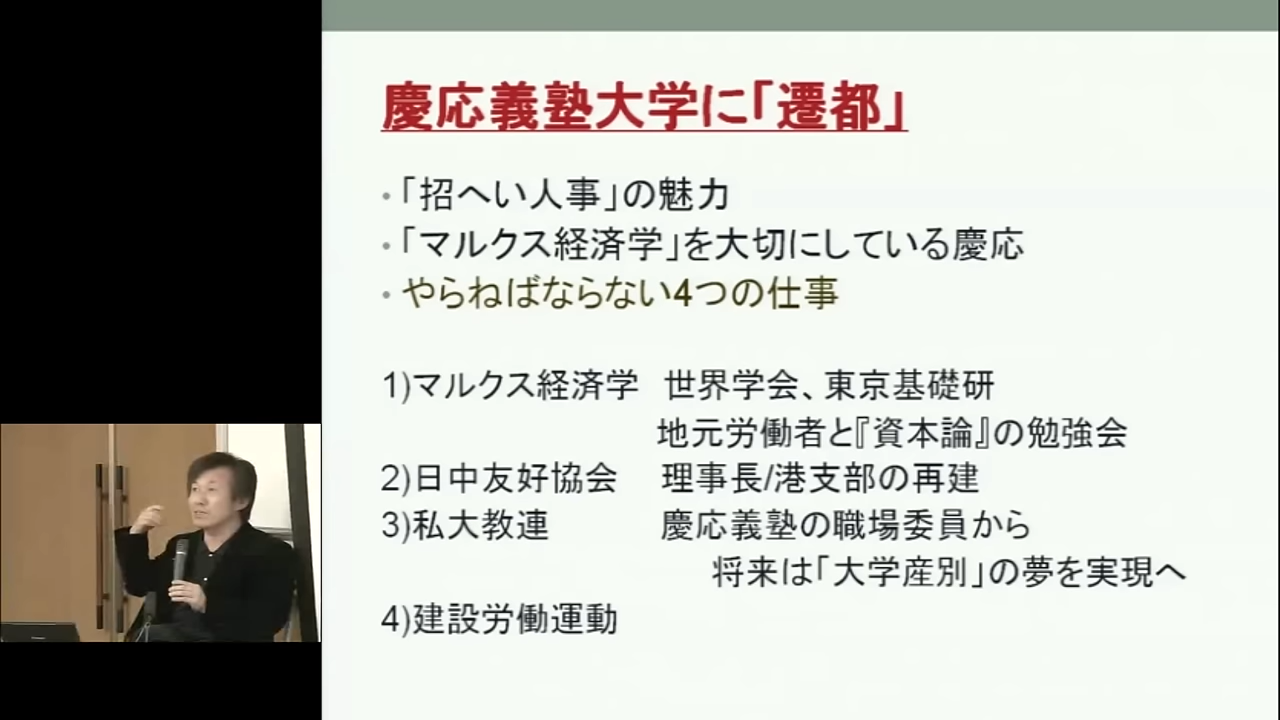 慶応義塾大学に「遷都」
・「招へい人事」の魅力
・「マルクス経済学」を大切にしている慶応
・やらねばならない4つの仕事
1)マルクス経済学 世界学会、東京基礎研
地元労働者と『資本論』の勉強会
2)日中友好協会 理事長/港支部の再建
3)私大教連 慶応義塾の職場委員から
将来は「大学産別」の夢を実現へ
4)建設労働運動